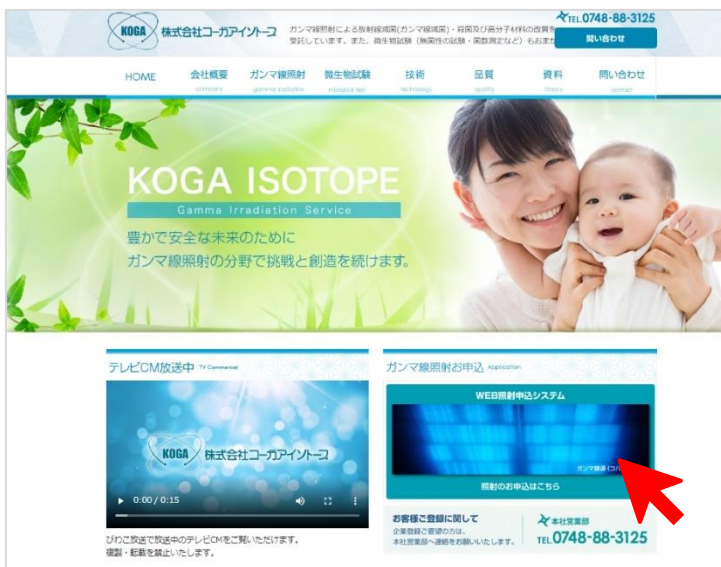 KOGA 株式会社コーガアイソトープ
ガンマ線照射による放射線滅菌(ガンマ線滅菌)・殺菌及び高分子材料の改質を
受託しています。また、微生物試験（無菌性の試験・菌数測定など）もおまか
TEL.0748-88-3125
問い合わせ
HOME 会社概要 ガンマ線照射 微生物試験 技術 品質 資料 問い合わせ
company gamma irradiation microbial test technology quality library contact
KOGA ISOTOPE
Gamma Irradiation Service
豊かで安全な未来のために
ガンマ線照射の分野で挑戦と創造を続けます。
テレビCM放送中 TV Commercial
KOGA 株式会社コーガアイソトープ
0:00 / 0:15
びわこ放送で放送中のテレビCMをご覧いただけます。
複製・転載を禁止いたします。
ガンマ線照射お申込 Application
WEB照射申込システム
ガンマ線源
照射のお申込はこちら
お客様ご登録に関して
企業登録ご要望の方は、
本社営業部へ連絡をお願いいたします。
本社営業部
TEL.0748-88-3125